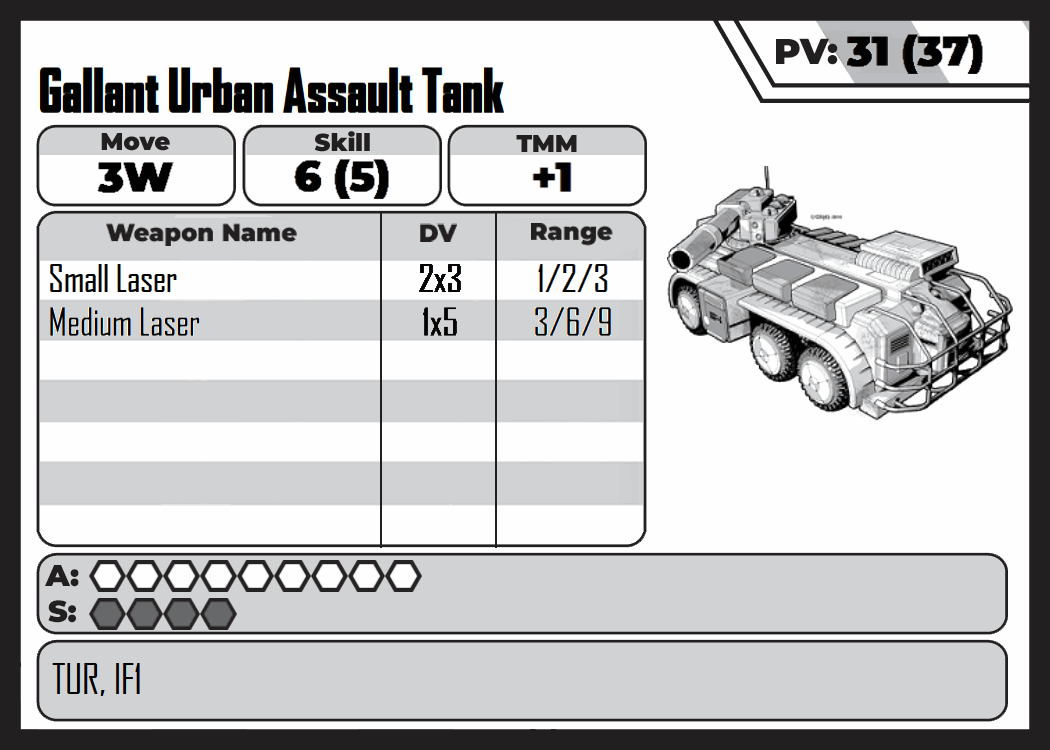 PV: 31 (37)
Gallant Urban Assault Tank
Move Skill TMM
3W 6 (5) +1
Weapon Name DV Range
Small Laser 2x3 1/2/3
Medium Laser 1x5 3/6/9
A:
S:
TUR, IF1